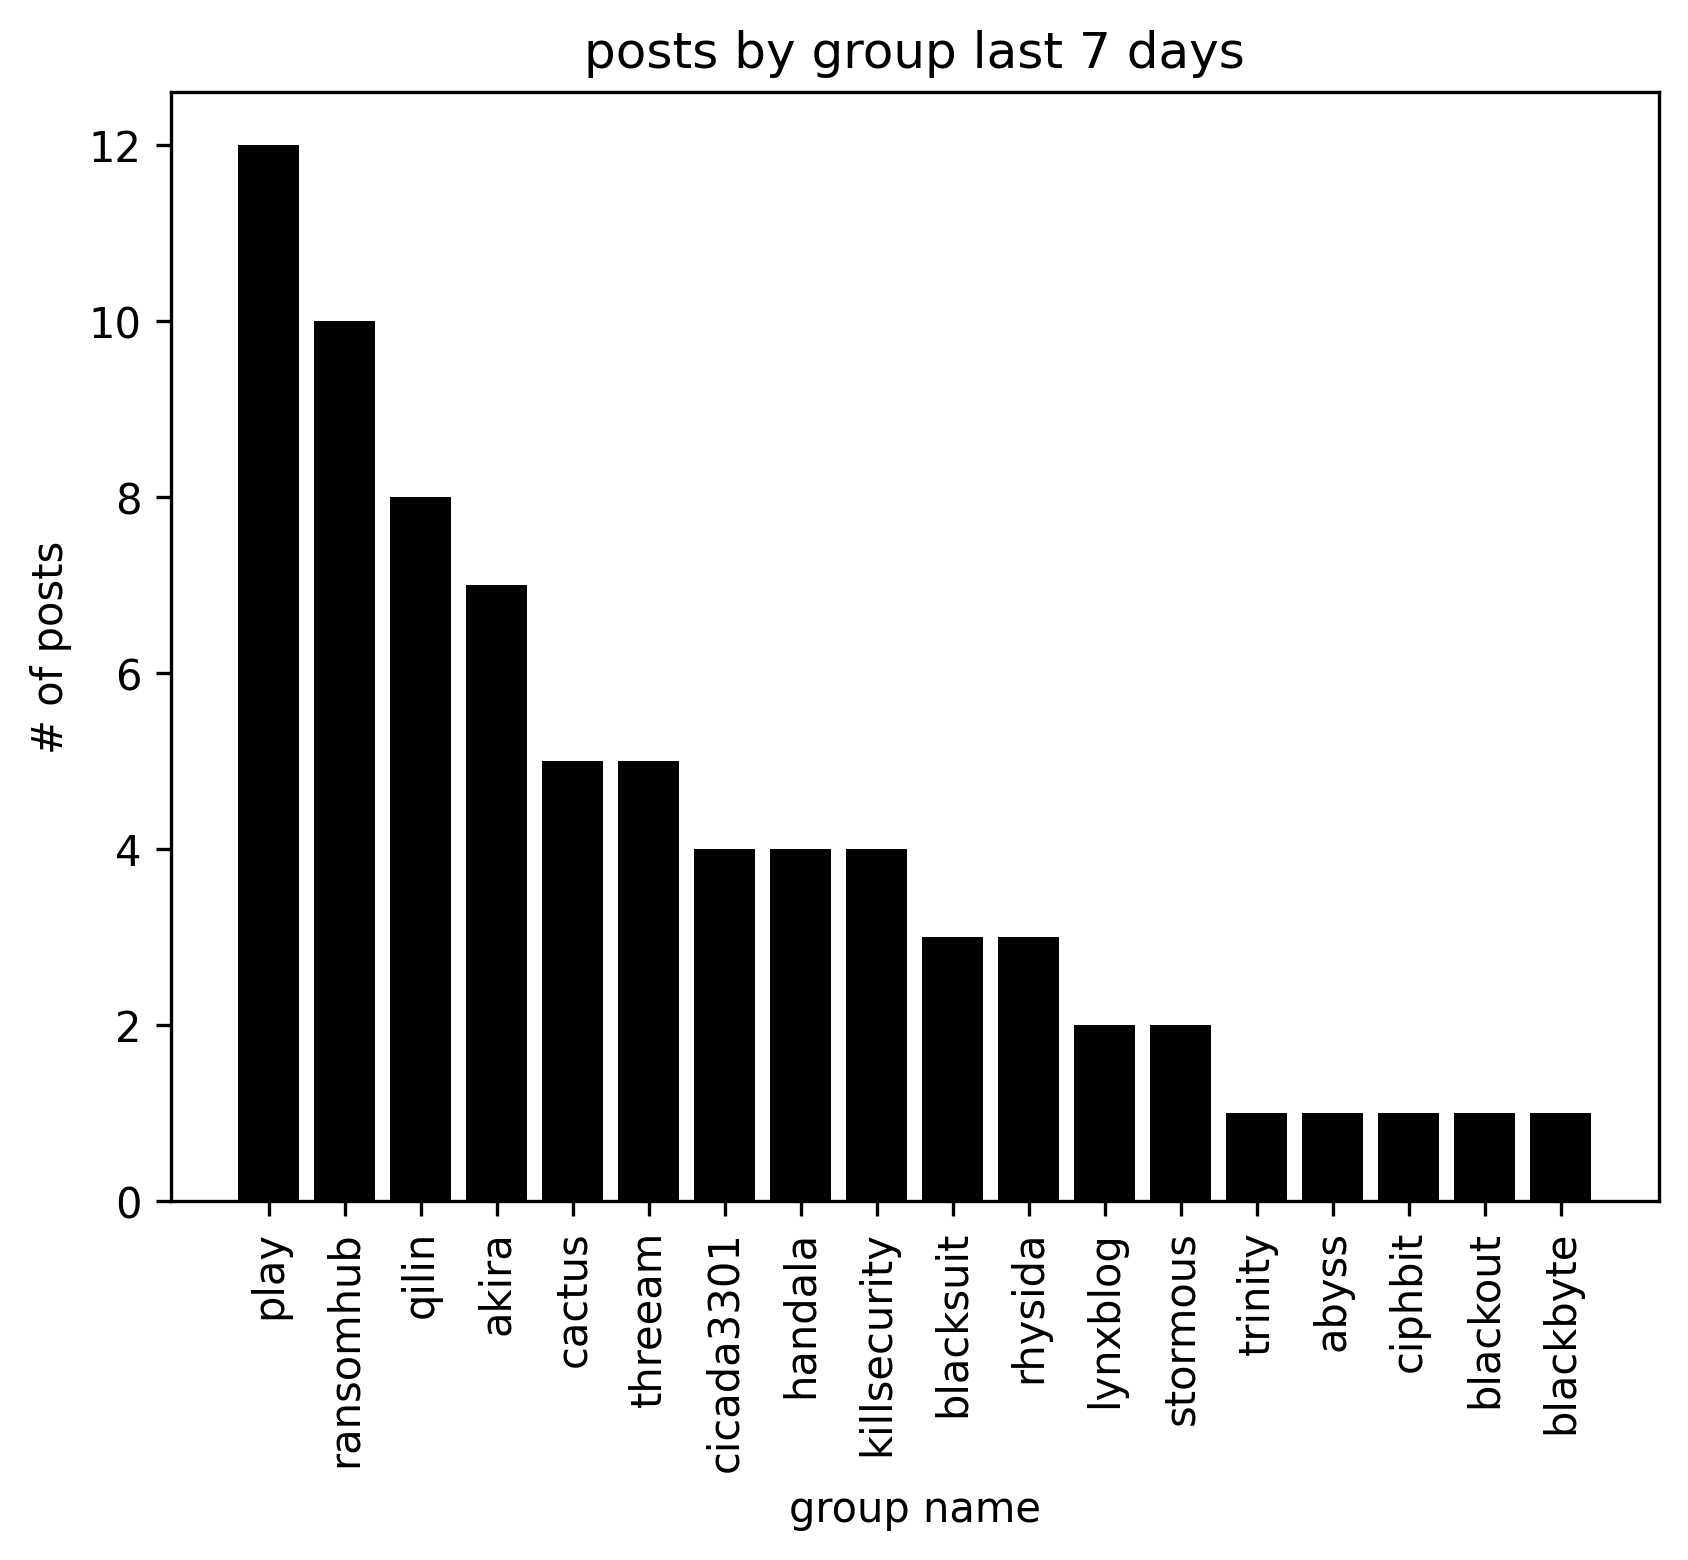 posts by group last 7 days
12
10
8
6
4
2
0
# of posts
play
ransomhub
qilin
akira
cactus
threeam
cicada3301
handala
killsecurity
blacksuit
rhysida
lynxblog
stormous
trinity
abyss
ciphbit
blackout
blackbyte
group name